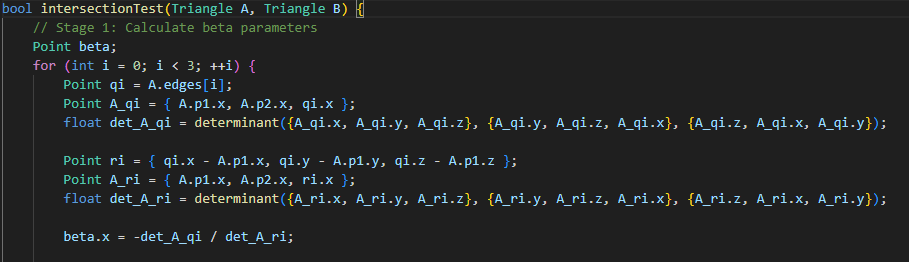 bool intersectionTest(Triangle A, Triangle B) {
// Stage 1: Calculate beta parameters
Point beta;
for (int i = 0; i < 3; ++i) {
Point qi = A.edges[i];
Point A_qi = { A.p1.x, A.p2.x, qi.x };
float det_A_qi = determinant({A_qi.x, A_qi.y, A_qi.z}, {A_qi.y, A_qi.z, A_qi.x}, {A_qi.z, A_qi.x, A_qi.y});
Point ri = { qi.x - A.p1.x, qi.y - A.p1.y, qi.z - A.p1.z };
Point A_ri = { A.p1.x, A.p2.x, ri.x };
float det_A_ri = determinant({A_ri.x, A_ri.y, A_ri.z}, {A_ri.y, A_ri.z, A_ri.x}, {A_ri.z, A_ri.x, A_ri.y});
beta.x = -det_A_qi / det_A_ri;